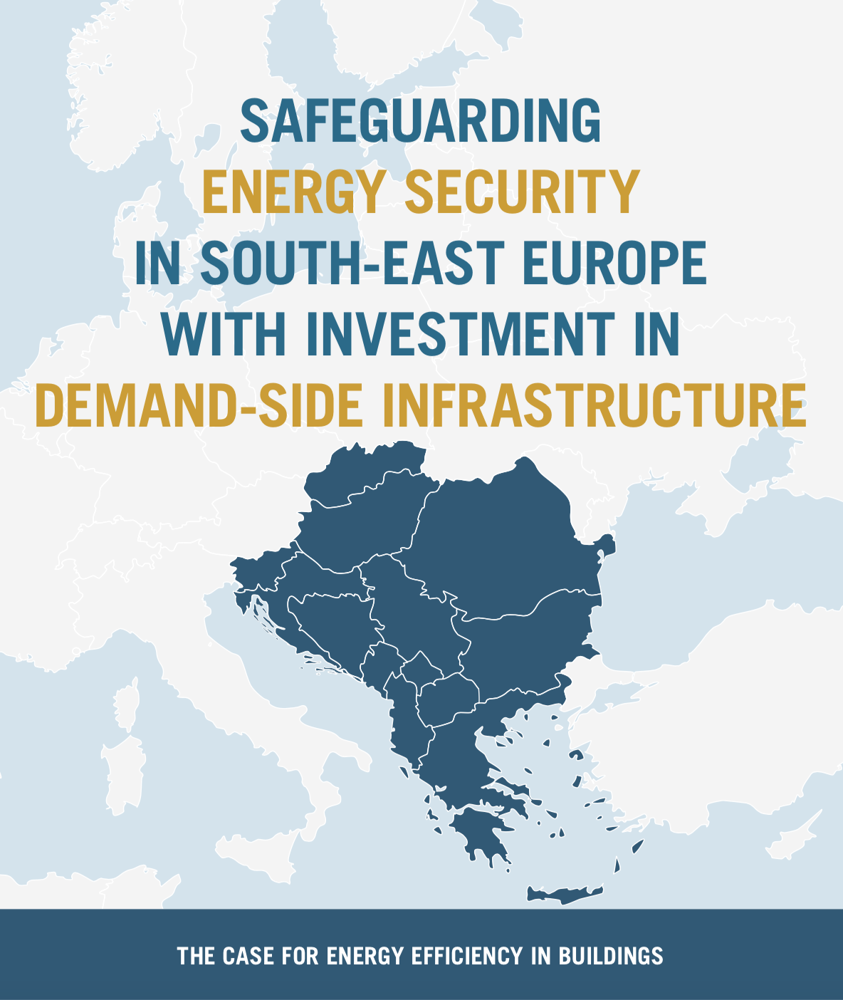 SAFEGUARDING
ENERGY SECURITY
IN SOUTH-EAST EUROPE
WITH INVESTMENT IN
DEMAND-SIDE INFRASTRUCTURE
THE CASE FOR ENERGY EFFICIENCY IN BUILDINGS